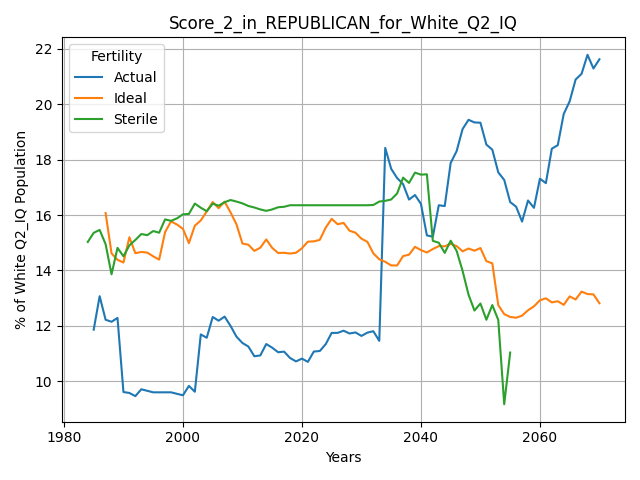 Score_2_in_REPUBLICAN_for_White_Q2_IQ
Fertility
Actual
Ideal
Sterile
% of White Q2_IQ Population
22
20
18
16
14
12
10
1980
2000
2020
2040
2060
Years